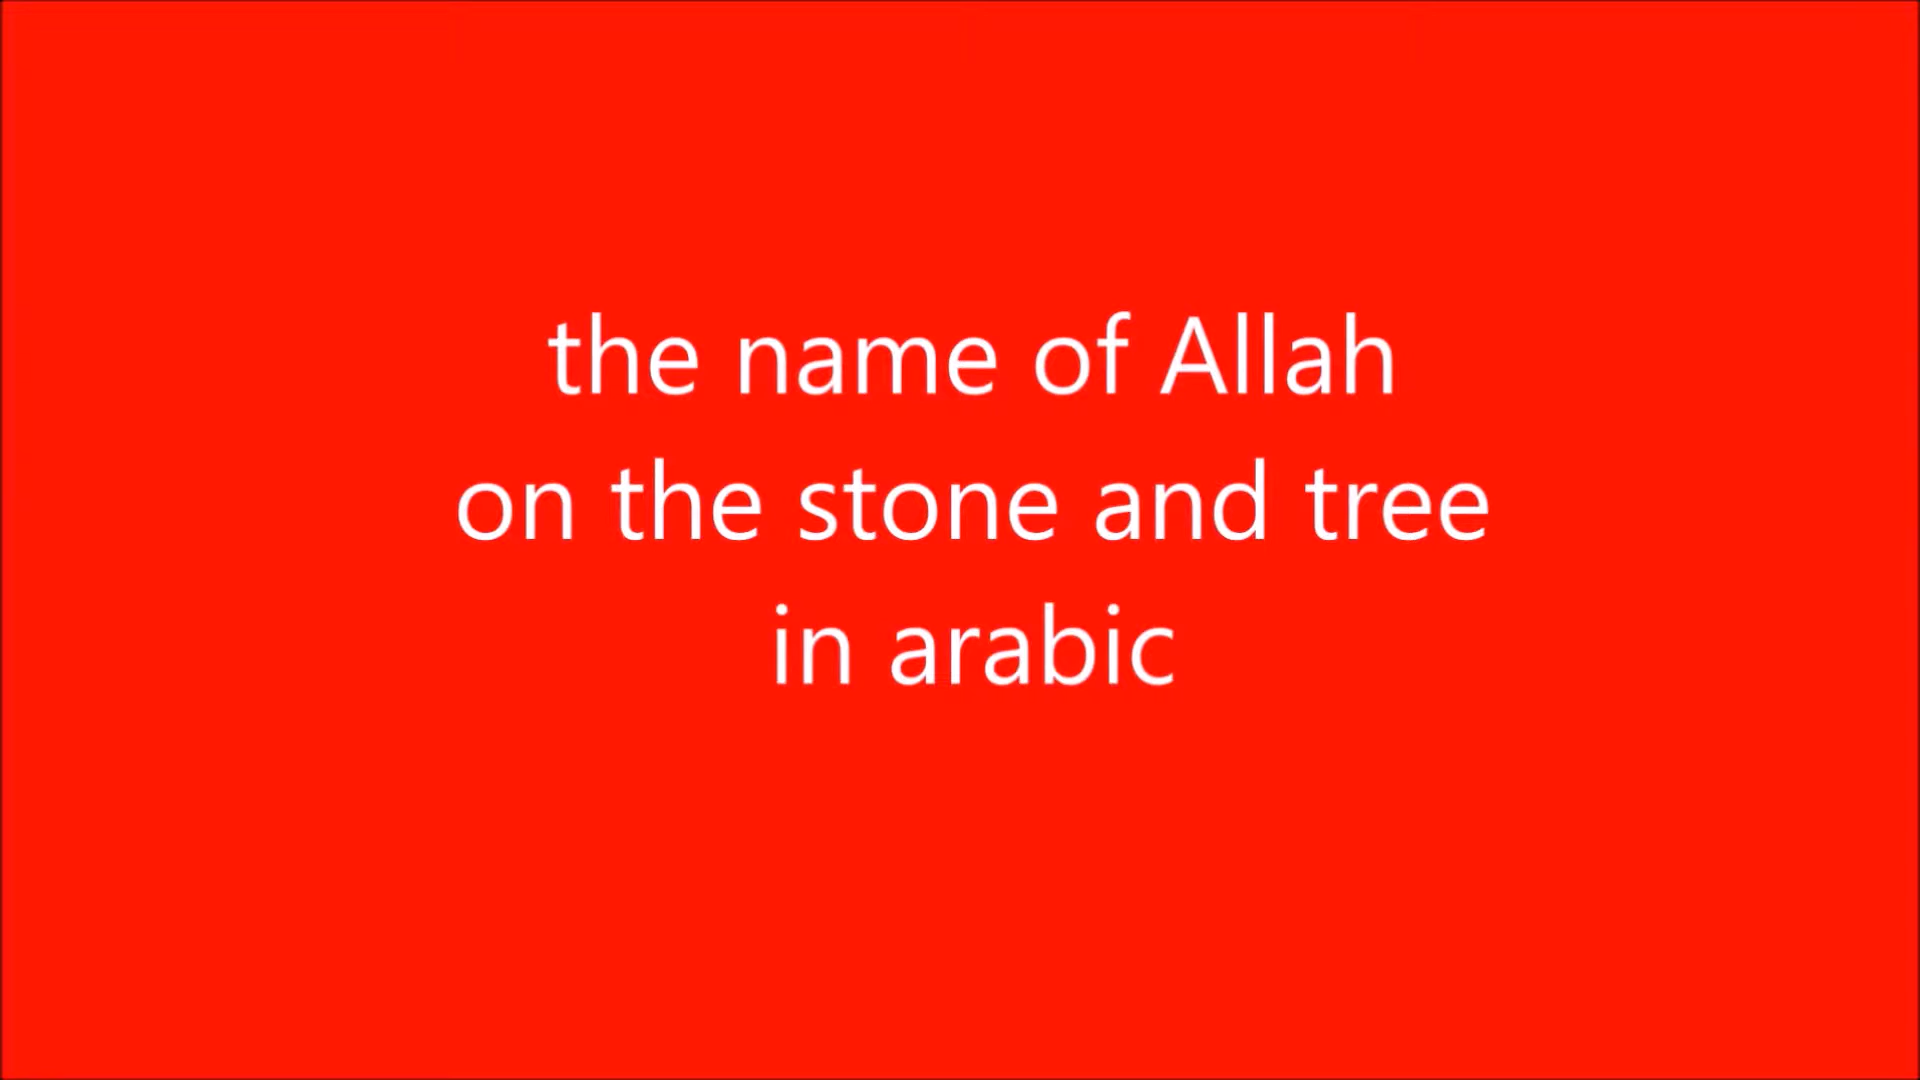 the name of Allah
on the stone and tree
in arabic